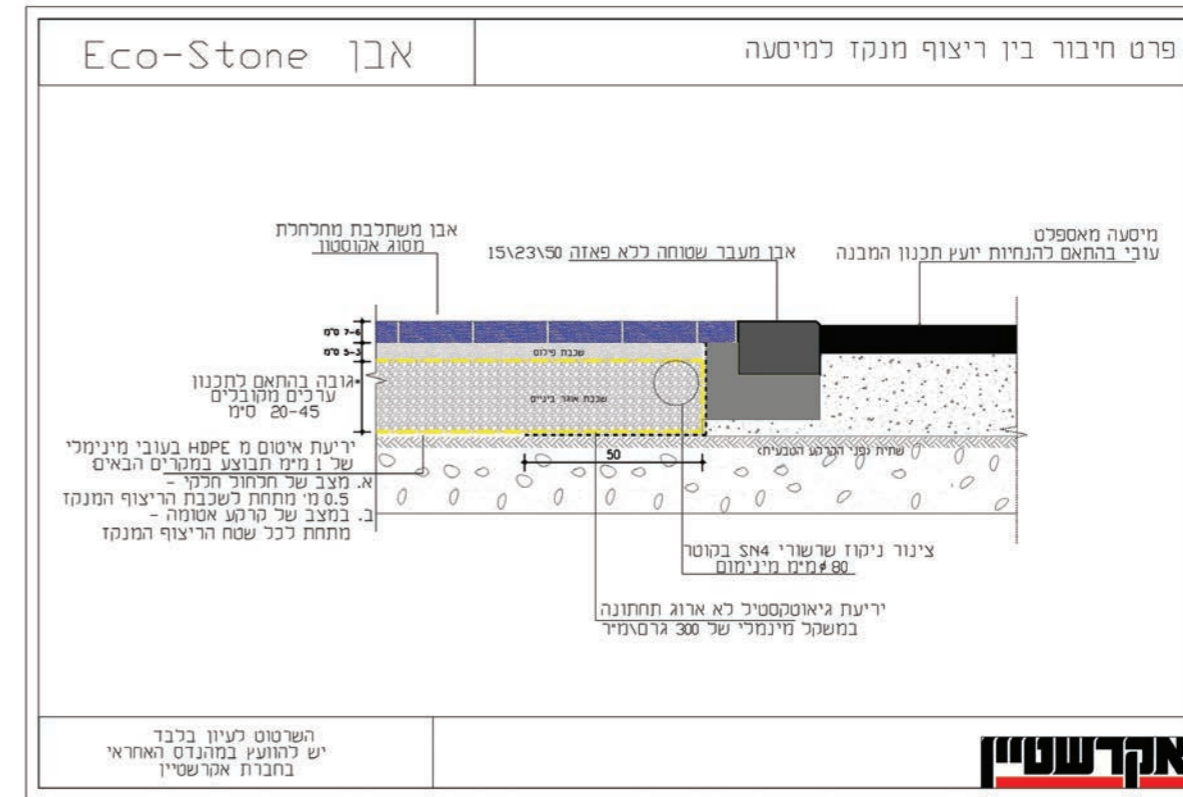 פרט חיבור בין ריצוף מנקז למיסעה
אבן Eco-Stone
מיסעה מאספלט
עובי בהתאם להנחיות יועץ תכנון המבנה
אבן מעבר שטוחה ללא פאזה 15\23\50
אבן משתלבת מחלחלת
מסוג אקוסטון
7-6 ס"מ
5-3 ס"מ
שכבת פילוס
שכבת אוגר ביניים
*גובה בהתאם לתכנון
ערכים מקובלים
20-45 ס"מ
יריעת איטום מ HDPE בעובי מינימלי
של 1 מ"מ תבוצע במקרים הבאים:
א. מצב של חלחול חלקי -
0.5 מ' מתחת לשכבת הריצוף המנקז
ב. במצב של קרקע אטומה -
מתחת לכל שטח הריצוף המנקז
50
שתית (פני הקרקע הטבעית)
צינור ניקוז שרשורי SN4 בקוטר
80 ø מ"מ מינימום
יריעת גיאוטקסטיל לא ארוג תחתונה
במשקל מינמלי של 300 גרם\מ"ר
השרטוט לעיון בלבד
יש להוועץ במהנדס האחראי
בחברת אקרשטיין
אקרשטיין